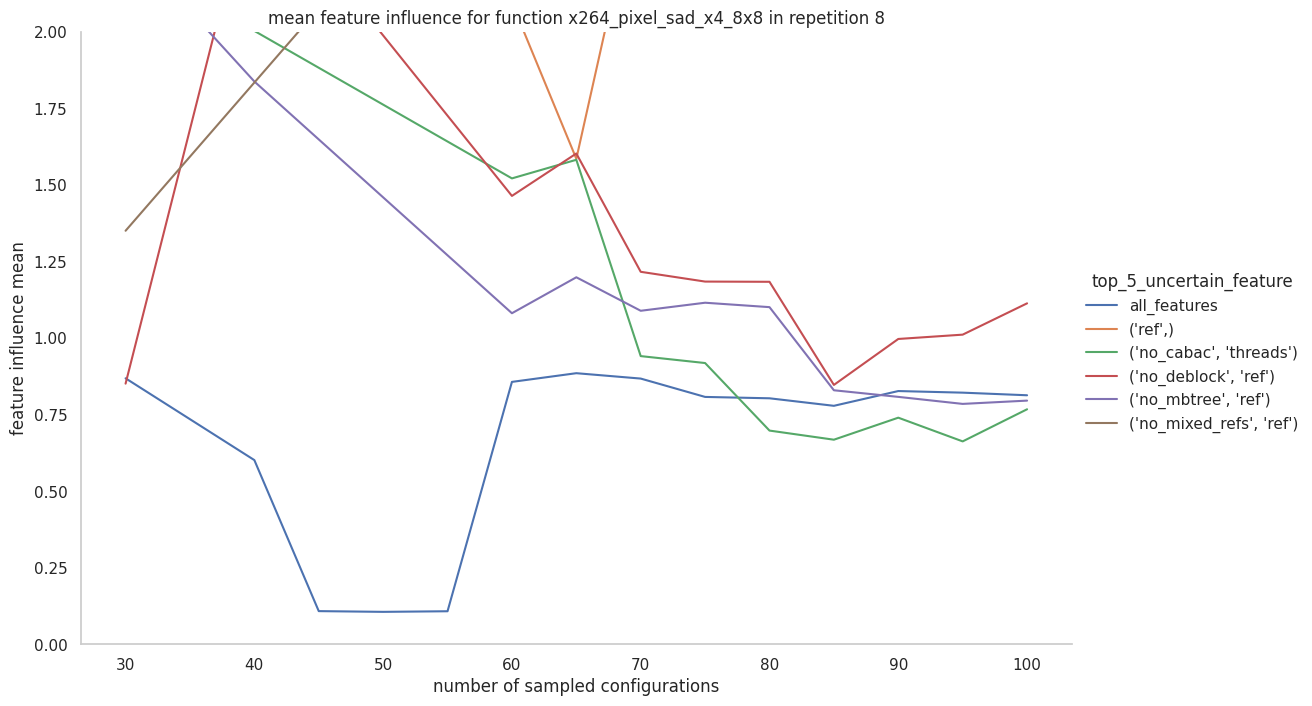 mean feature influence for function x264_pixel_sad_x4_8x8 in repetition 8
2.00
1.75
1.50
1.25
1.00
0.75
0.50
0.25
0.00
feature influence mean
30 40 50 60 70 80 90 100
number of sampled configurations
top_5_uncertain_feature
all_features
('ref',)
('no_cabac', 'threads')
('no_deblock', 'ref')
('no_mbtree', 'ref')
('no_mixed_refs', 'ref')